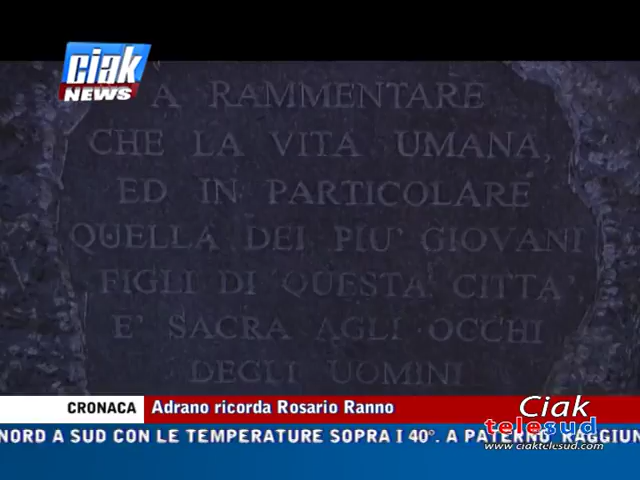 ciak
NEWS
A RAMMENTARE
CHE LA VITA UMANA,
ED IN PARTICOLARE
QUELLA DEI PIU' GIOVANI
FIGLI DI QUESTA CITTA'
E' SACRA AGLI OCCHI
DEGLI UOMINI
CRONACA
Adrano ricorda Rosario Ranno
Ciak
telesud
www.ciaktelesud.com
NORD A SUD CON LE TEMPERATURE SOPRA I 40°. A PATERNO'